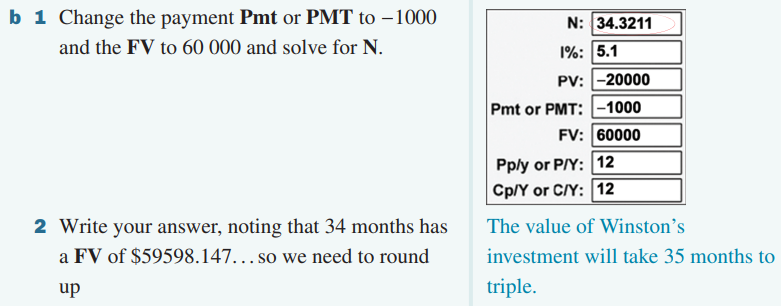 b 1 Change the payment Pmt or PMT to −1000
and the FV to 60 000 and solve for N.
N: 34.3211
I%: 5.1
PV: −20000
Pmt or PMT: −1000
FV: 60000
Pp/y or P/Y: 12
Cp/Y or C/Y: 12
2 Write your answer, noting that 34 months has
a FV of $59598.147... so we need to round
up
The value of Winston’s
investment will take 35 months to
triple.